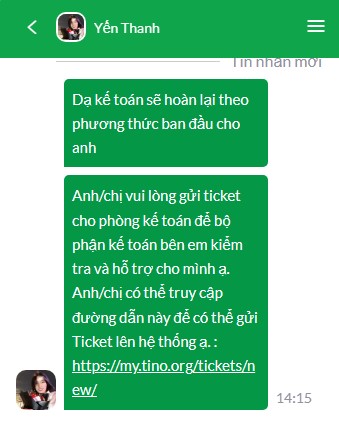 Yến Thanh
Tin nhắn mới
Dạ kế toán sẽ hoàn lại theo
phương thức ban đầu cho
anh
Anh/chị vui lòng gửi ticket
cho phòng kế toán để bộ
phận kế toán bên em kiểm
tra và hỗ trợ cho mình ạ.
Anh/chị có thể truy cập
đường dẫn này để có thể gửi
Ticket lên hệ thống ạ. :
https://my.tino.org/tickets/n
ew/
14:15